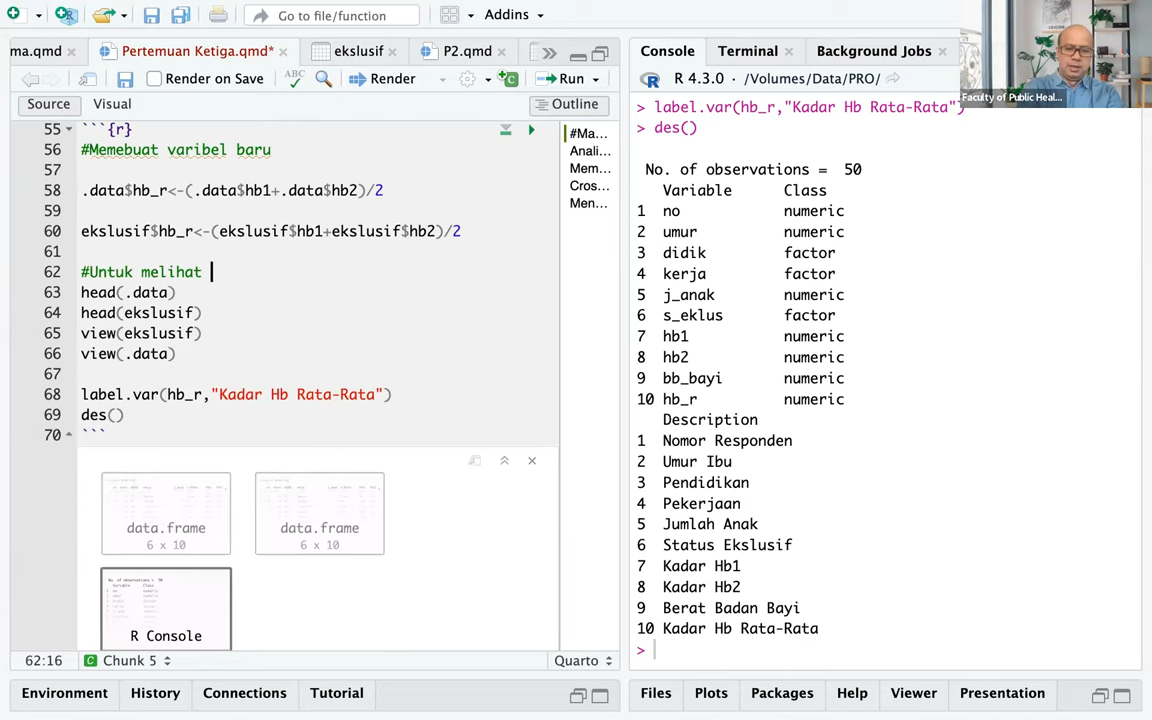 Go to file/function
Addins
ma.qmd
Pertemuan Ketiga.qmd*
ekslusif
P2.qmd
Render on Save
ABC
Render
Run
Source
Visual
Outline
55 ```{r}
56 #Memebuat varibel baru
57
58 .data$hb_r<-(.data$hb1+.data$hb2)/2
59
60 ekslusif$hb_r<-(ekslusif$hb1+ekslusif$hb2)/2
61
62 #Untuk melihat
63 head(.data)
64 head(ekslusif)
65 view(ekslusif)
66 view(.data)
67
68 label.var(hb_r,"Kadar Hb Rata-Rata")
69 des()
70 ```
#Ma...
Anali...
Mem...
Cros...
Men...
data.frame
6 x 10
data.frame
6 x 10
R Console
62:16
Chunk 5
Quarto
Environment
History
Connections
Tutorial
Console
Terminal
Background Jobs
R 4.3.0 · /Volumes/Data/PRO/
Faculty of Public Heal...
> label.var(hb_r,"Kadar Hb Rata-Rata")
> des()
No. of observations = 50
Variable Class
1 no numeric
2 umur numeric
3 didik factor
4 kerja factor
5 j_anak numeric
6 s_eklus factor
7 hb1 numeric
8 hb2 numeric
9 bb_bayi numeric
10 hb_r numeric
Description
1 Nomor Responden
2 Umur Ibu
3 Pendidikan
4 Pekerjaan
5 Jumlah Anak
6 Status Ekslusif
7 Kadar Hb1
8 Kadar Hb2
9 Berat Badan Bayi
10 Kadar Hb Rata-Rata
>
Files
Plots
Packages
Help
Viewer
Presentation